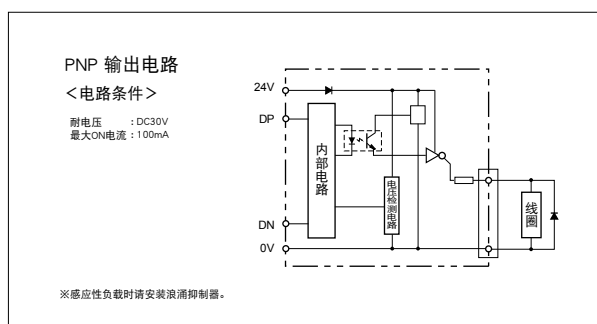 PNP 输出电路
＜电路条件＞
耐电压 : DC30V
最大ON电流 : 100mA
24V
DP
DN
0V
内部电路
电压检测电路
线圈
※感应性负载时请安装浪涌抑制器。